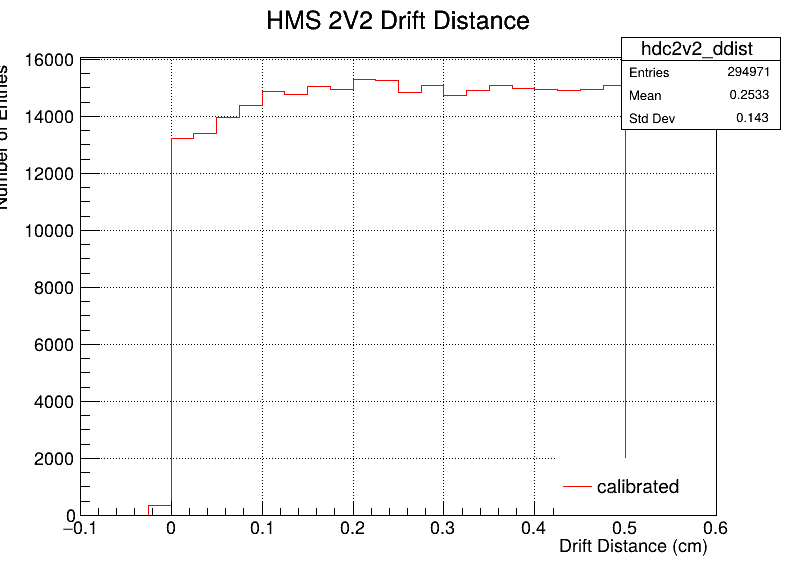 HMS 2V2 Drift Distance
hdc2v2_ddist
Entries 294971
Mean 0.2533
Std Dev 0.143
Number of Entries
16000
14000
12000
10000
8000
6000
4000
2000
0
calibrated
−0.1 0 0.1 0.2 0.3 0.4 0.5 0.6
Drift Distance (cm)